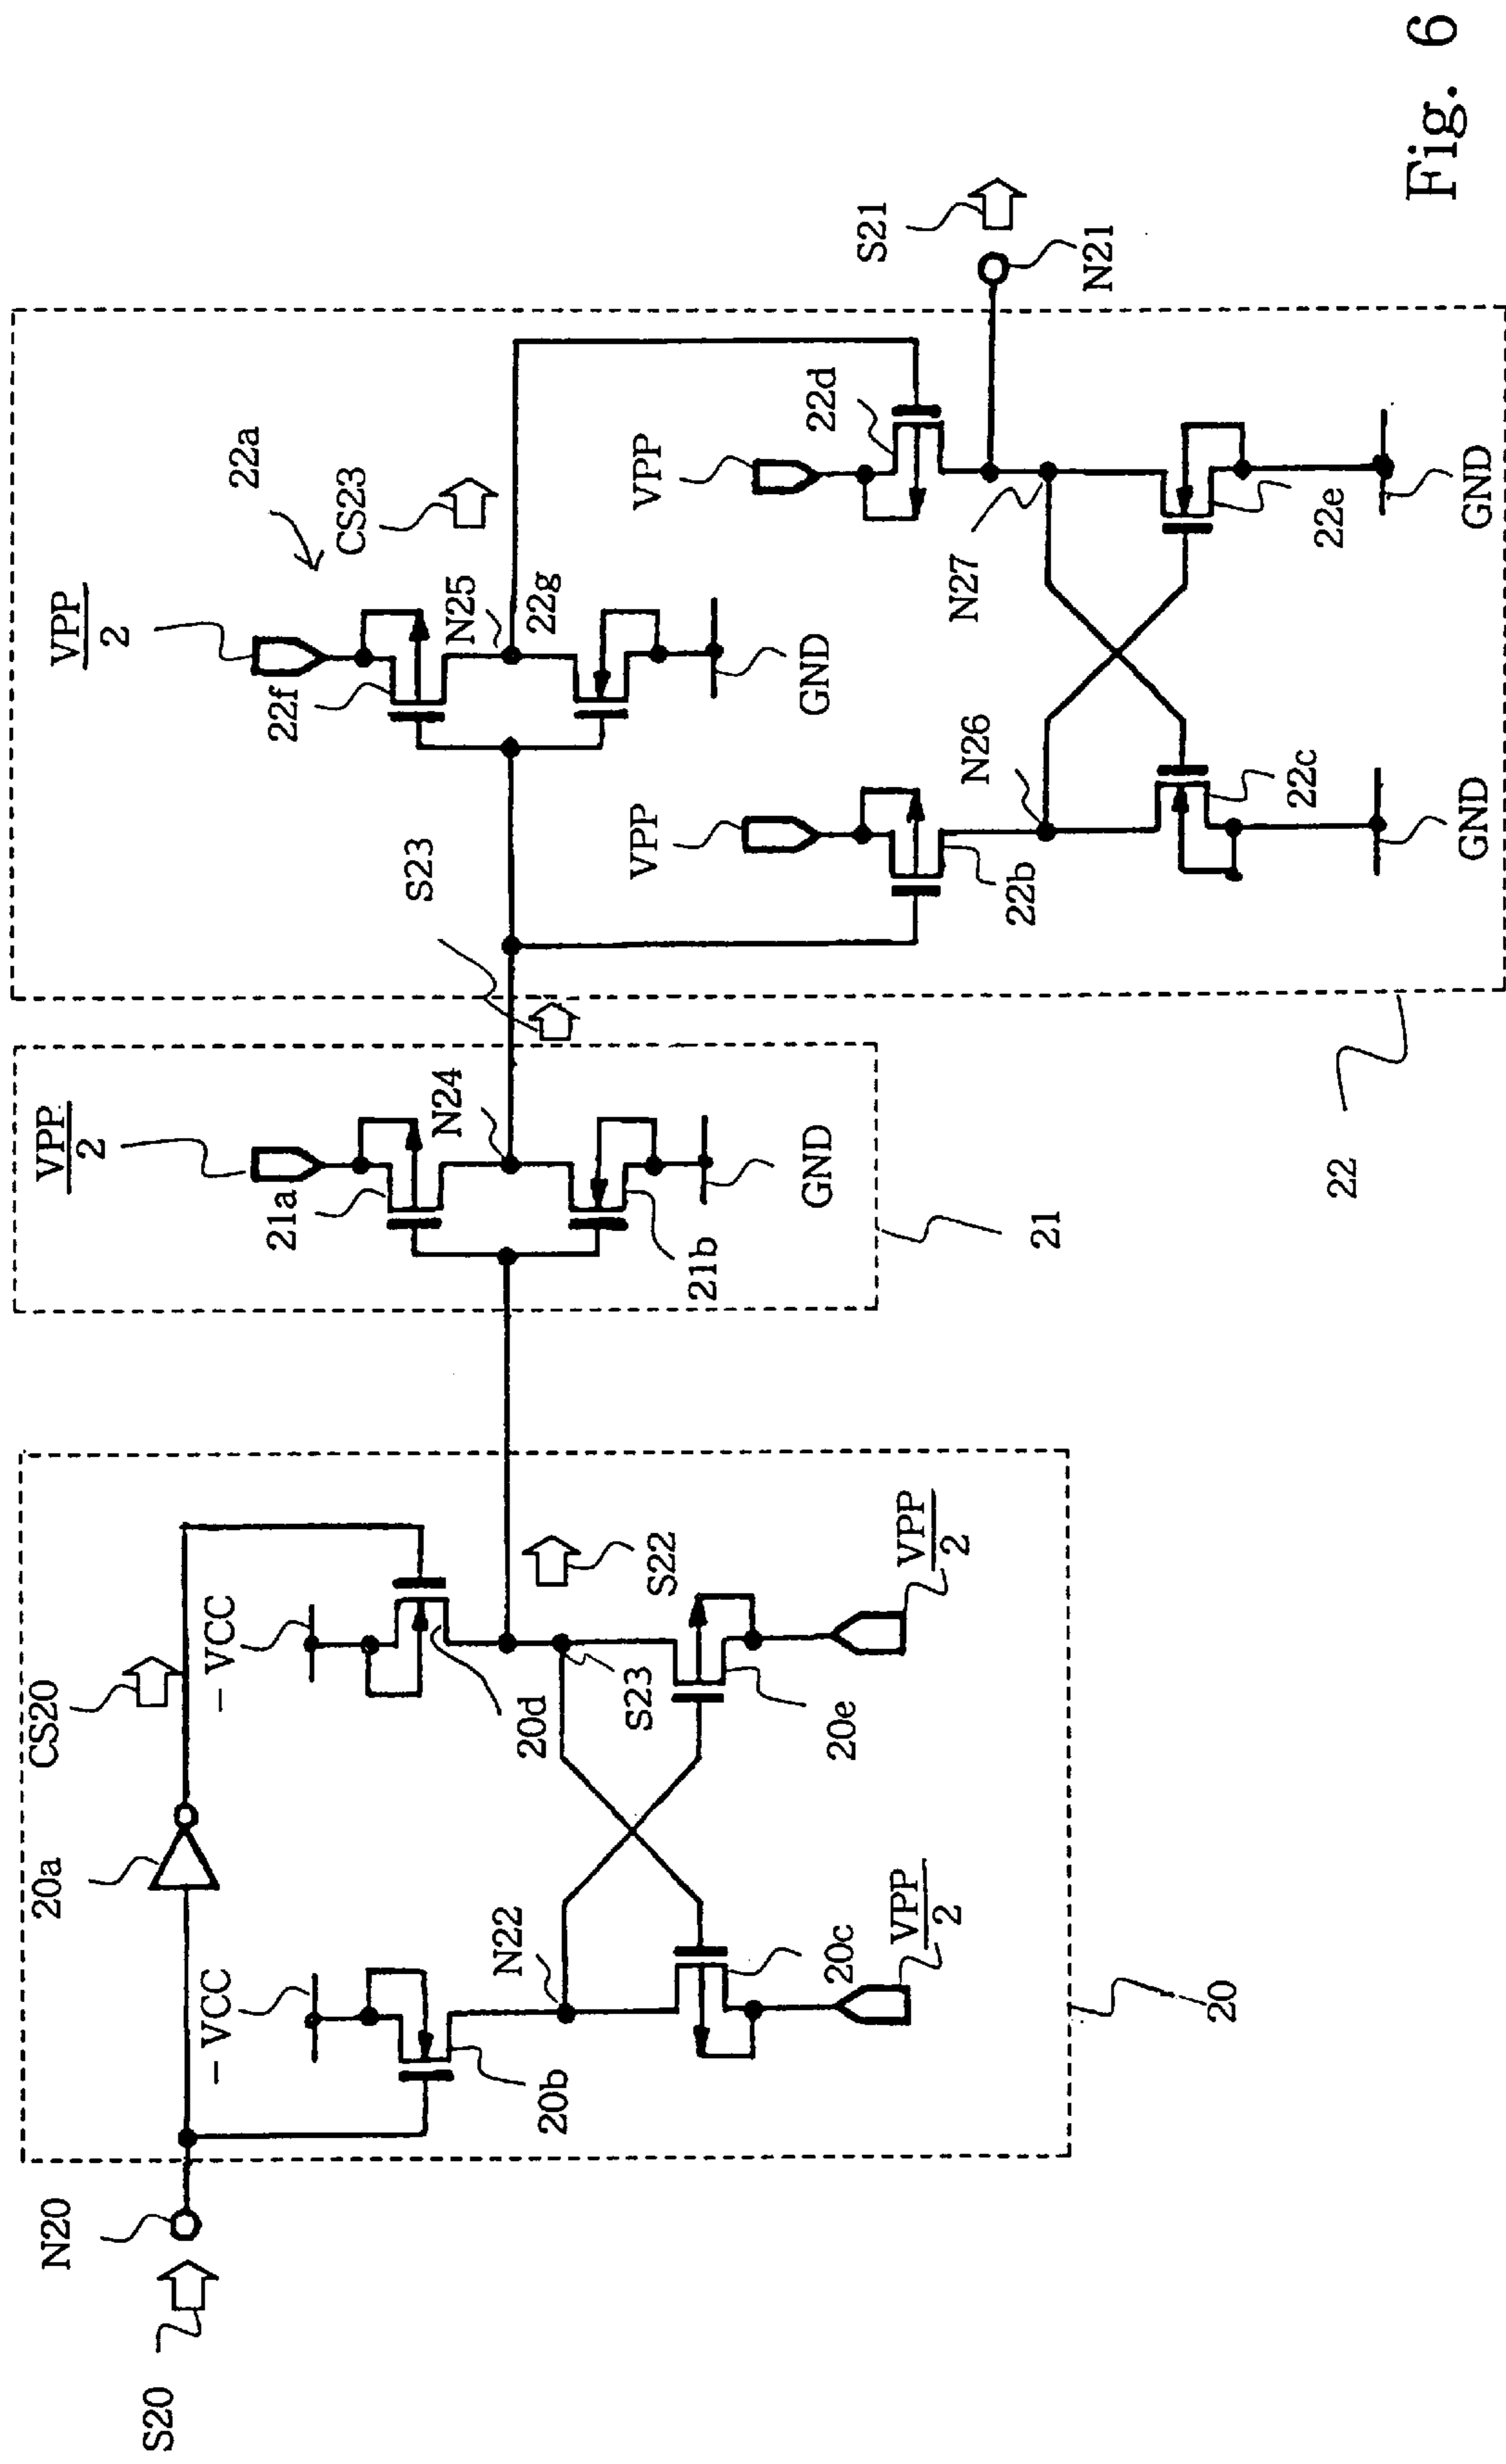 S20
N20
20a
CS20
− VCC
− VCC
20b
20d
N22
S23
S22
20c
20e
VPP
2
VPP
2
20
VPP
2
21a
N24
21b
GND
21
S23
VPP
2
22a
22f
N25
CS23
22g
GND
VPP
VPP
22d
22b
N26
N27
S21
N21
22c
22e
GND
GND
22
Fig. 6